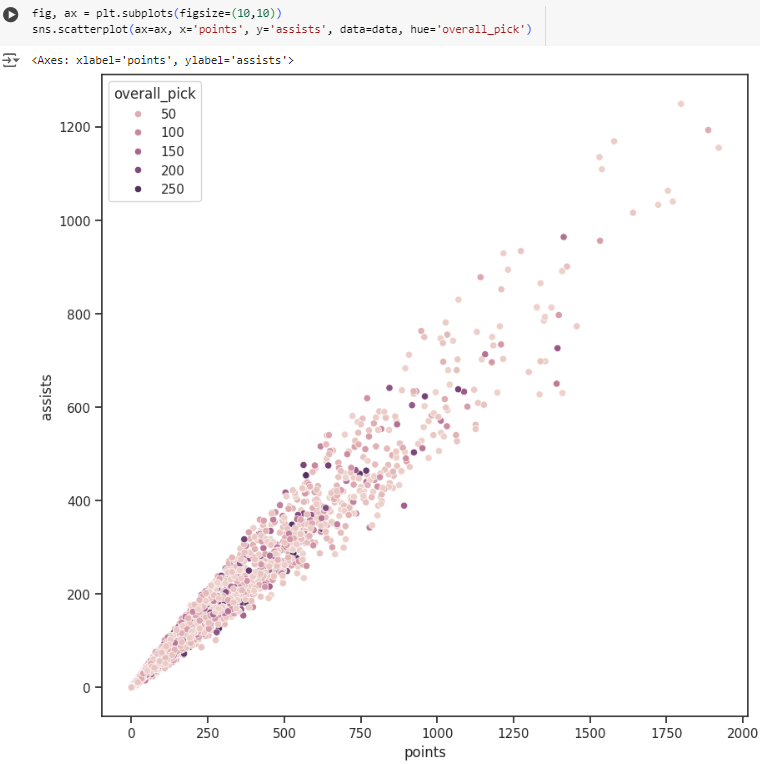 fig, ax = plt.subplots(figsize=(10,10))
sns.scatterplot(ax=ax, x='points', y='assists', data=data, hue='overall_pick')
<Axes: xlabel='points', ylabel='assists'>
overall_pick
50
100
150
200
250
1200
1000
800
600
400
200
0
assists
0 250 500 750 1000 1250 1500 1750 2000
points